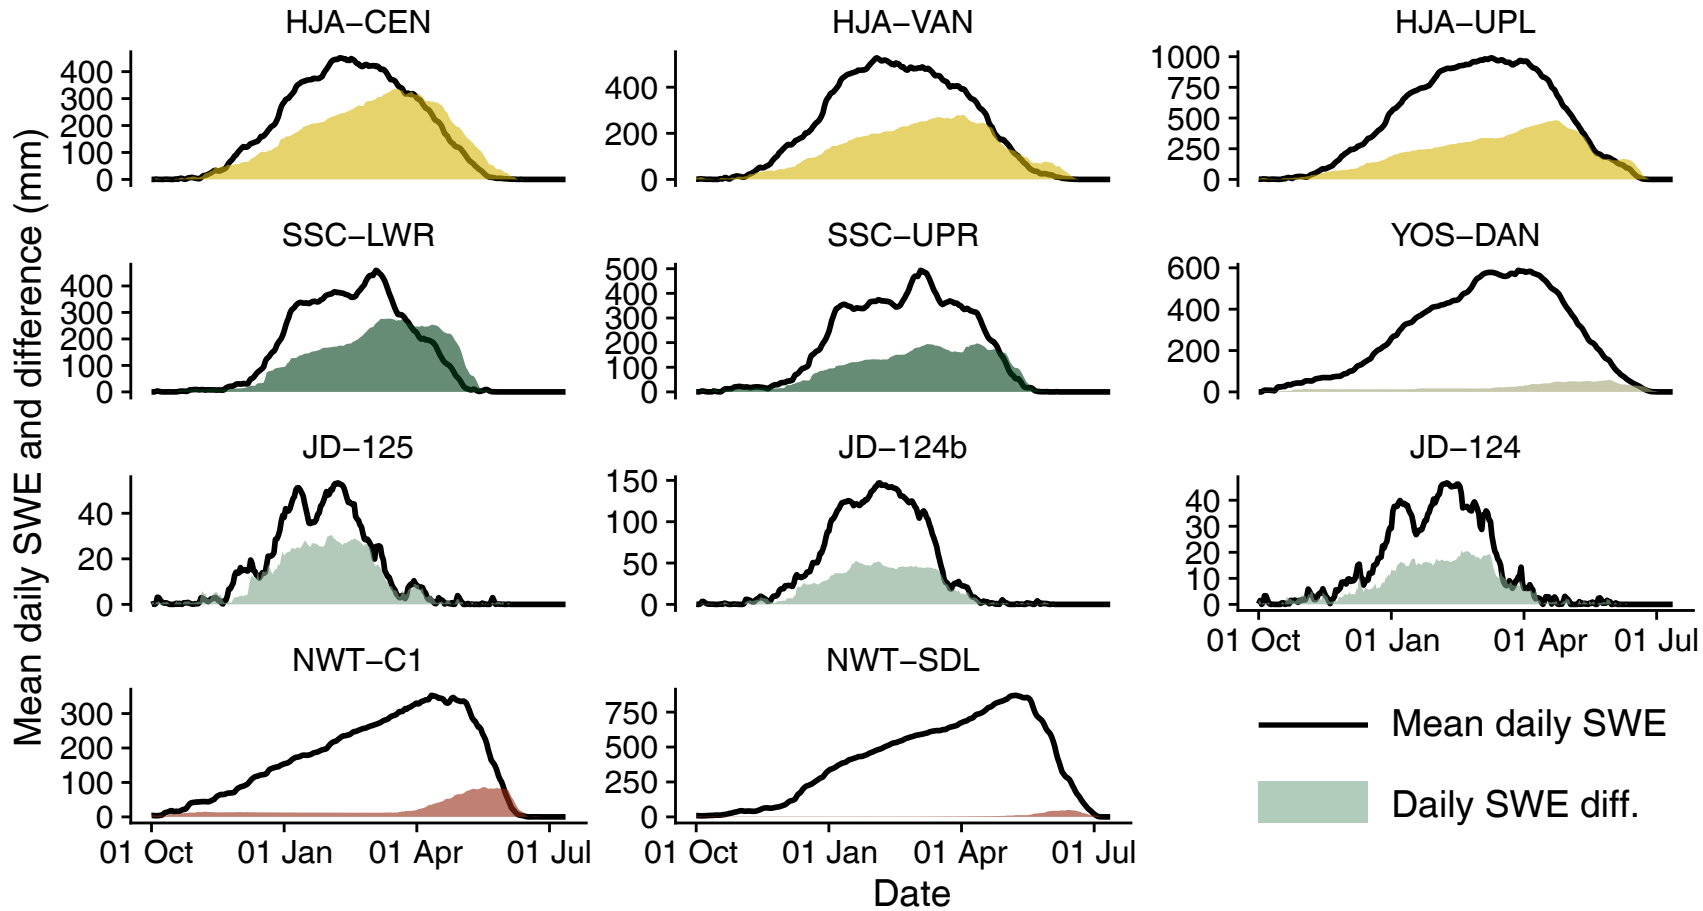 HJA−CEN
HJA−VAN
HJA−UPL
400
300
200
100
0
400
200
0
1000
750
500
250
0
SSC−LWR
SSC−UPR
YOS−DAN
400
300
200
100
0
500
400
300
200
100
0
600
400
200
0
JD−125
JD−124b
JD−124
40
20
0
150
100
50
0
40
30
20
10
0
01 Oct 01 Jan 01 Apr 01 Jul
NWT−C1
NWT−SDL
300
200
100
0
750
500
250
0
01 Oct 01 Jan 01 Apr 01 Jul
01 Oct 01 Jan 01 Apr 01 Jul
Mean daily SWE
Daily SWE diff.
Date
Mean daily SWE and difference (mm)